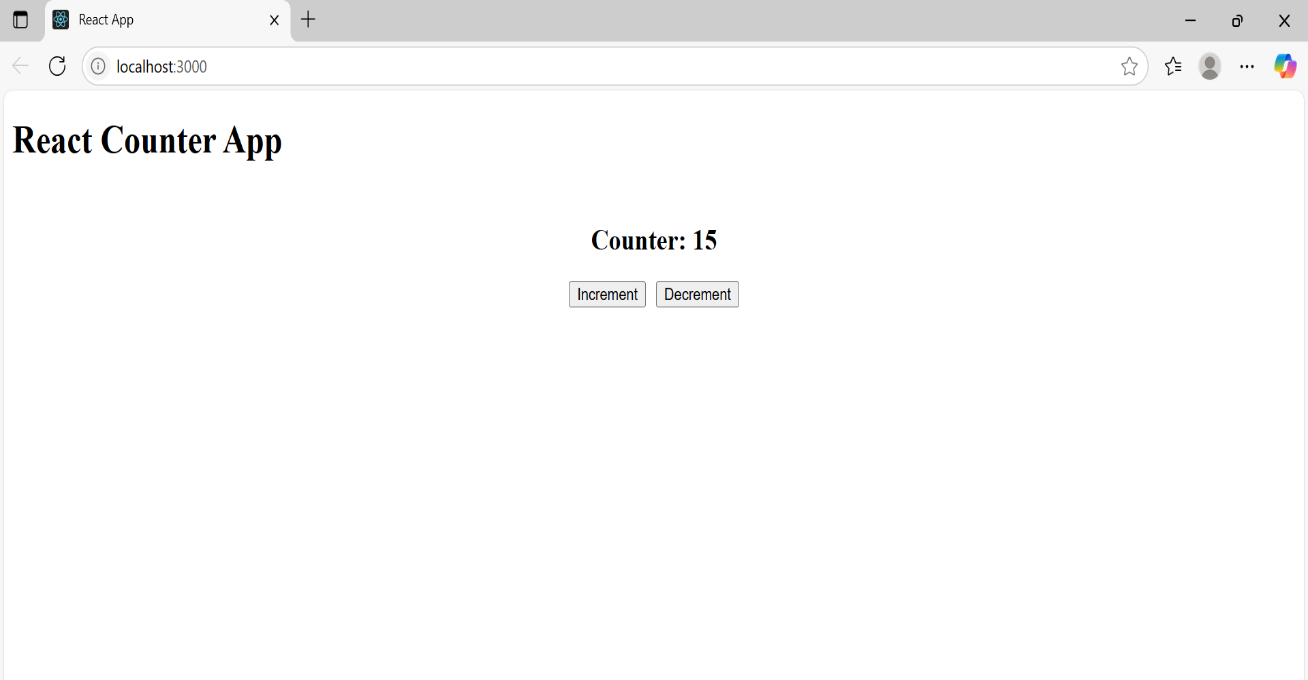 React App
localhost:3000
React Counter App
Counter: 15
Increment Decrement